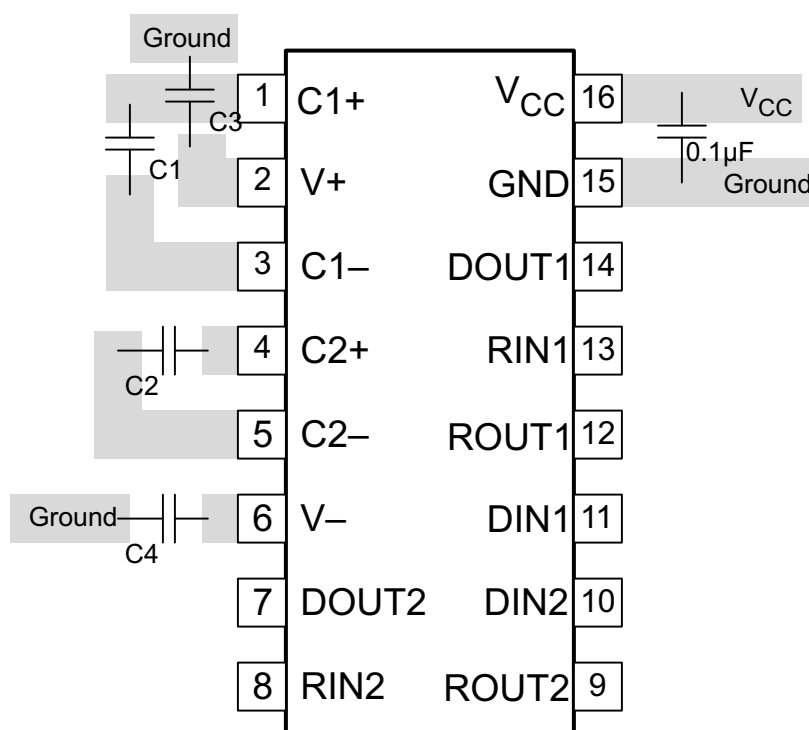 Ground
1 C1+ VCC 16 VCC
C3
C1 0.1µF
2 V+ GND 15 Ground
3 C1– DOUT1 14
4 C2+ RIN1 13
C2
5 C2– ROUT1 12
Ground 6 V– DIN1 11
C4
7 DOUT2 DIN2 10
8 RIN2 ROUT2 9